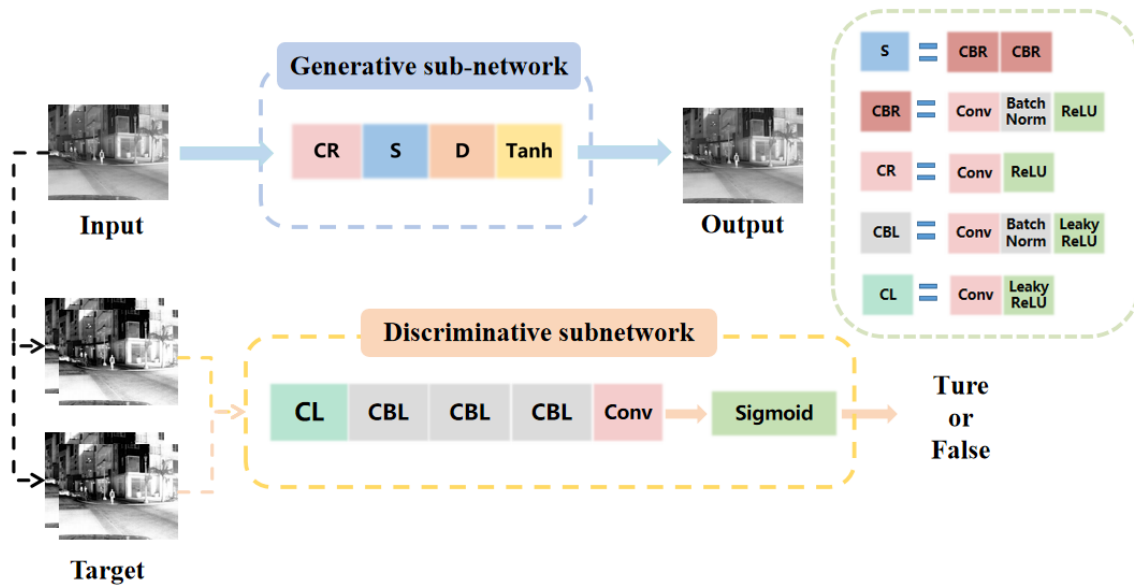 Generative sub-network
CR S D Tanh
Input
Output
S = CBR CBR
CBR = Conv Batch Norm ReLU
CR = Conv ReLU
CBL = Conv Batch Norm Leaky ReLU
CL = Conv Leaky ReLU
Discriminative subnetwork
CL CBL CBL CBL Conv Sigmoid
Ture
or
False
Target